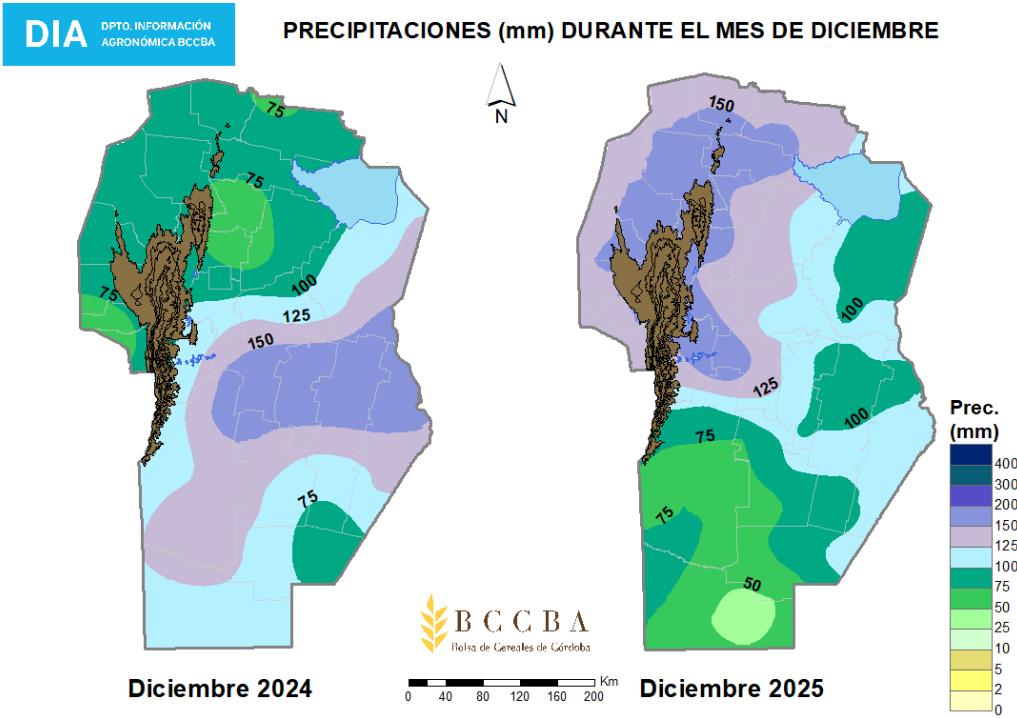 DIA
DPTO. INFORMACIÓN
AGRONÓMICA BCCBA
PRECIPITACIONES (mm) DURANTE EL MES DE DICIEMBRE
N
75
75
75
100
125
150
75
150
100
125
100
75
75
50
Prec.
(mm)
400
300
200
150
125
100
75
50
25
10
5
2
0
BCCBA
Bolsa de Cereales de Córdoba
Diciembre 2024
Km
0 40 80 120 160 200
Diciembre 2025